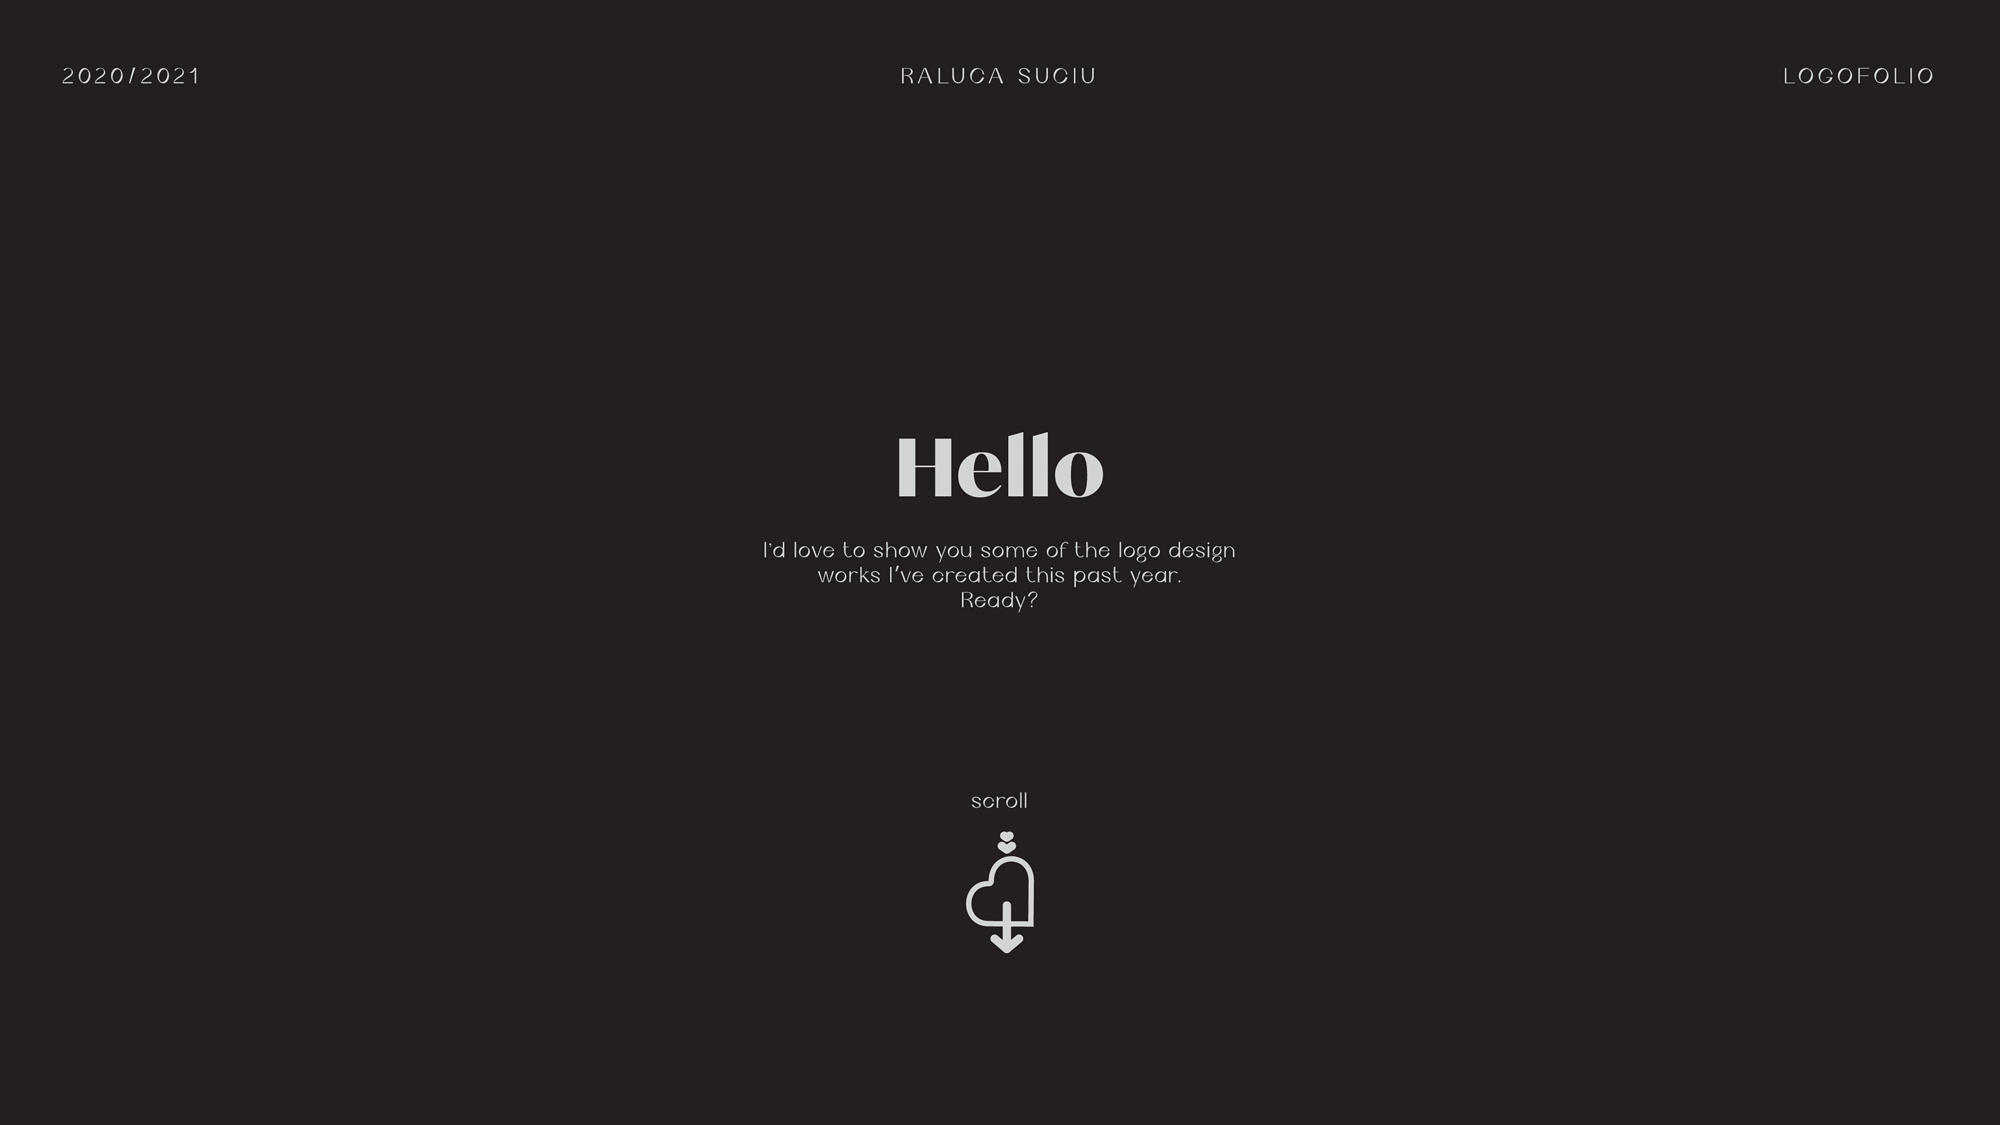 2020/2021
RALUCA SUCIU
LOGOFOLIO
Hello
I'd love to show you some of the logo design
works I've created this past year.
Ready?
scroll